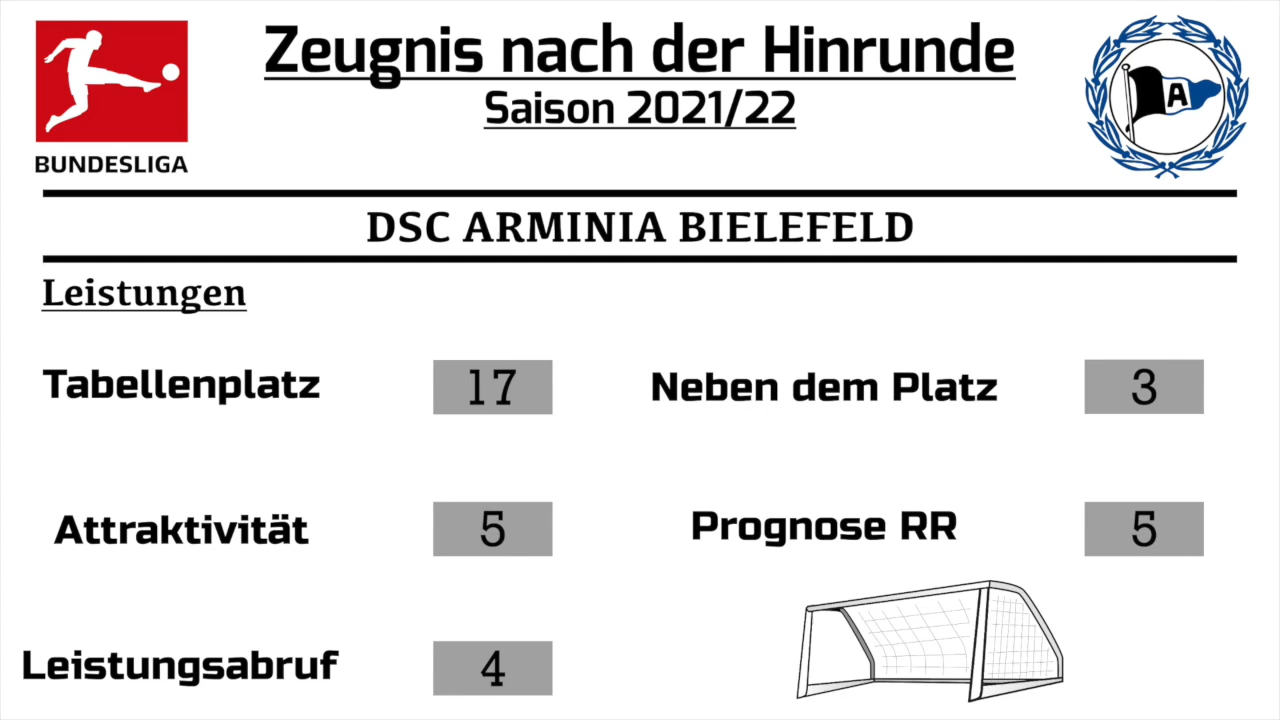 Zeugnis nach der Hinrunde
Saison 2021/22
BUNDESLIGA
A
DSC ARMINIA BIELEFELD
Leistungen
Tabellenplatz 17
Neben dem Platz 3
Attraktivität 5
Prognose RR 5
Leistungsabruf 4